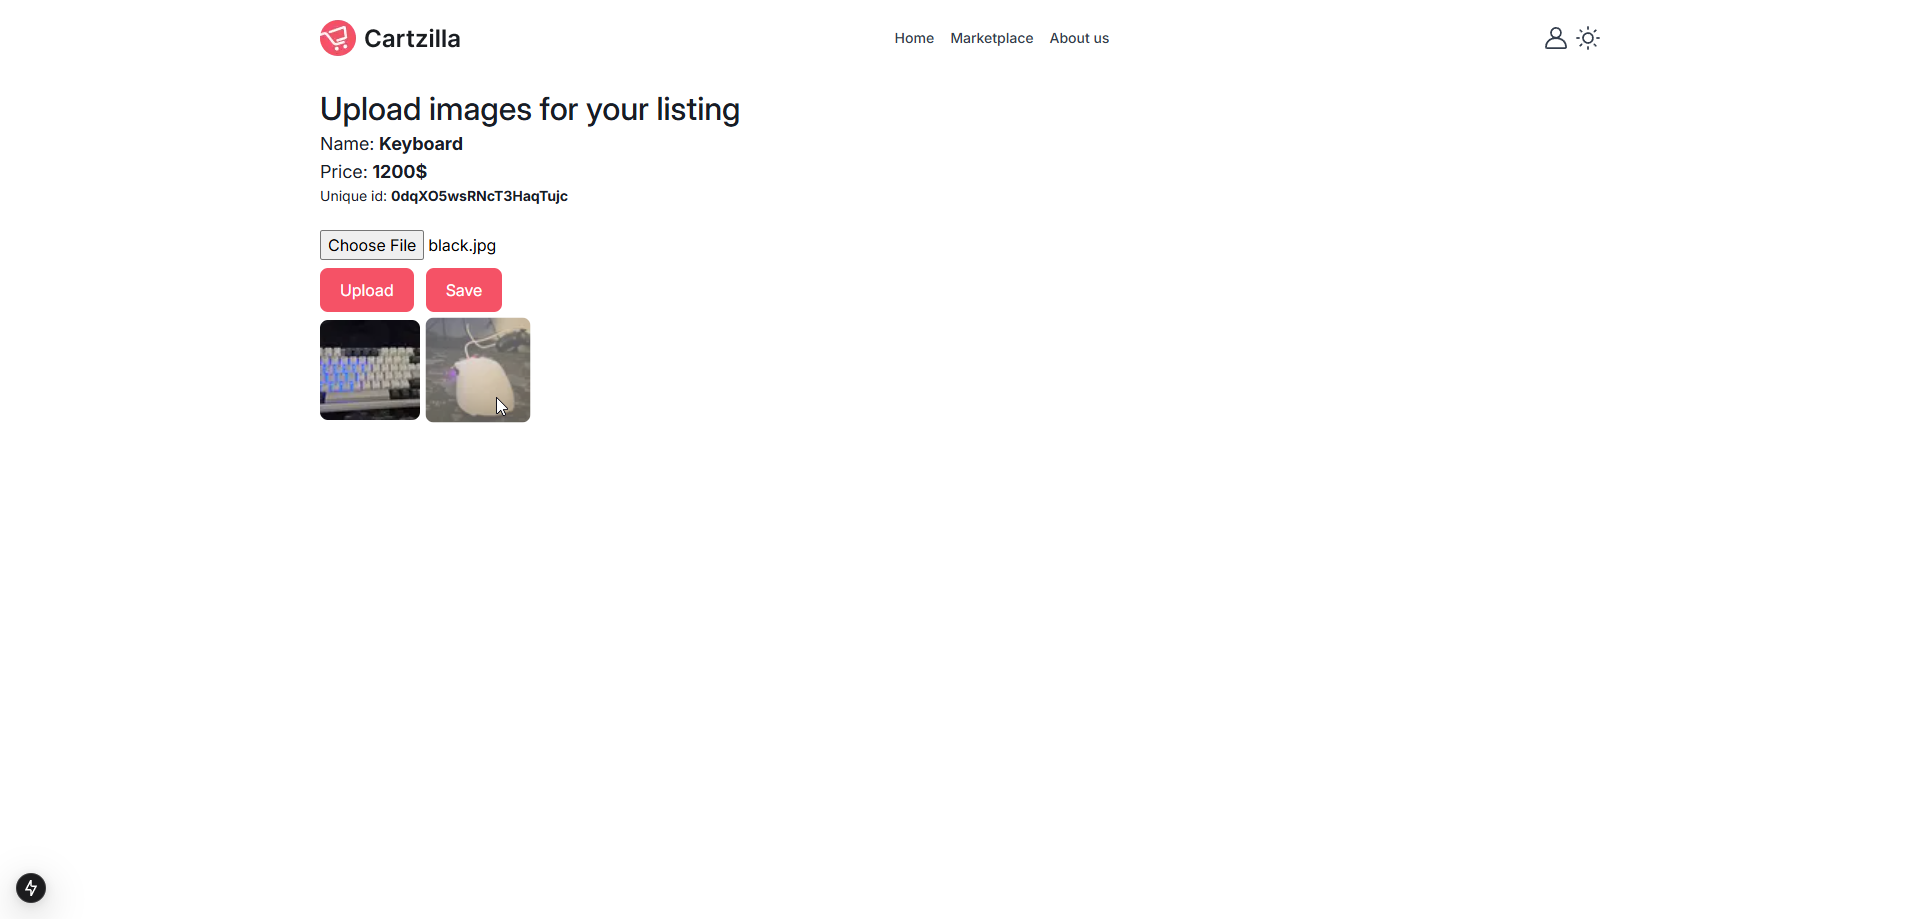 Cartzilla
Home Marketplace About us
Upload images for your listing
Name: Keyboard
Price: 1200$
Unique id: 0dqXO5wsRNcT3HaqTujc
Choose File black.jpg
Upload Save